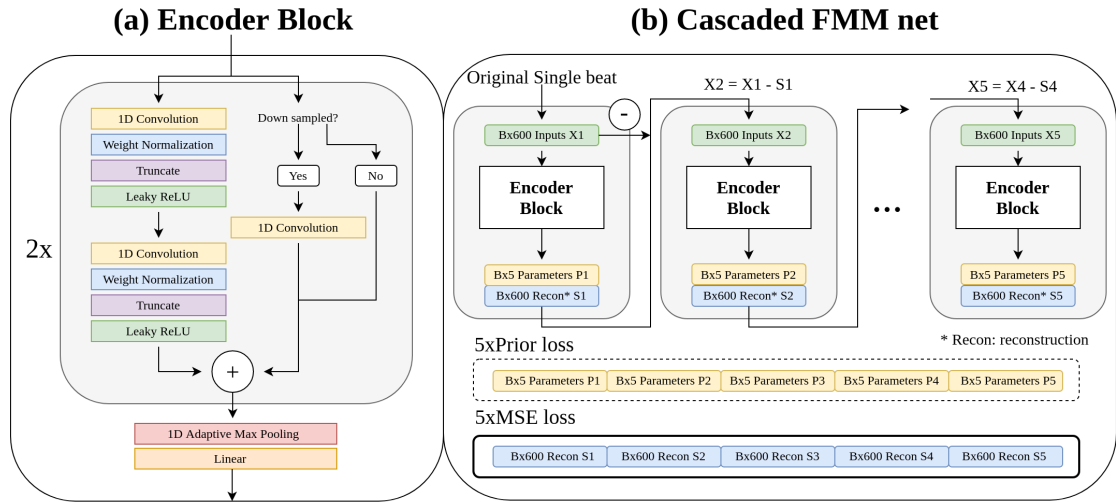 (a) Encoder Block
1D Convolution
Weight Normalization
Truncate
Leaky ReLU
Down sampled?
Yes
No
1D Convolution
2x
1D Convolution
Weight Normalization
Truncate
Leaky ReLU
+
1D Adaptive Max Pooling
Linear
(b) Cascaded FMM net
Original Single beat
X2 = X1 - S1
X5 = X4 - S4
-
Bx600 Inputs X1
Encoder
Block
Bx5 Parameters P1
Bx600 Recon* S1
Bx600 Inputs X2
Encoder
Block
Bx5 Parameters P2
Bx600 Recon* S2
...
Bx600 Inputs X5
Encoder
Block
Bx5 Parameters P5
Bx600 Recon* S5
* Recon: reconstruction
5xPrior loss
Bx5 Parameters P1 Bx5 Parameters P2 Bx5 Parameters P3 Bx5 Parameters P4 Bx5 Parameters P5
5xMSE loss
Bx600 Recon S1 Bx600 Recon S2 Bx600 Recon S3 Bx600 Recon S4 Bx600 Recon S5